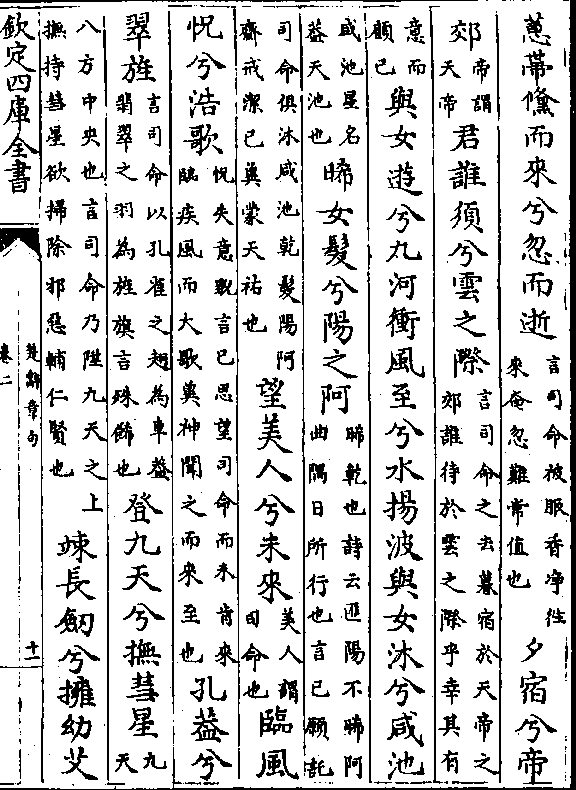 蕙帶儵而來兮忽而逝言司命被服香淨徃來奄忽難常值也夕宿兮帝
郊帝謂天帝君誰須兮雲之際言司命之去暮宿於天帝之郊誰待於雲之際乎幸其有
意而顧已與女遊兮九河衝風至兮水揚波與女沐兮咸池
咸池星名葢天池也晞女髮兮陽之阿晞乾也詩云匪陽不晞阿曲隅日所行也言已願託
司命俱沐咸池乾髮陽阿齋戒潔已冀蒙天祐也望美人兮未來美人謂司命也臨風
怳兮浩歌怳失意貌言已思望司命而未肯來臨疾風而大歌冀神聞之而來至也孔葢兮
翠旌言司命以孔雀之翅為車葢翡翠之羽為旌旗言殊飾也登九天兮撫彗星九天
八方中央也言司命乃陞九天之上撫持彗星欲掃除邪惡輔仁賢也竦長劒兮擁幼艾
欽定四庫全書
楚辭章句
卷二
十一